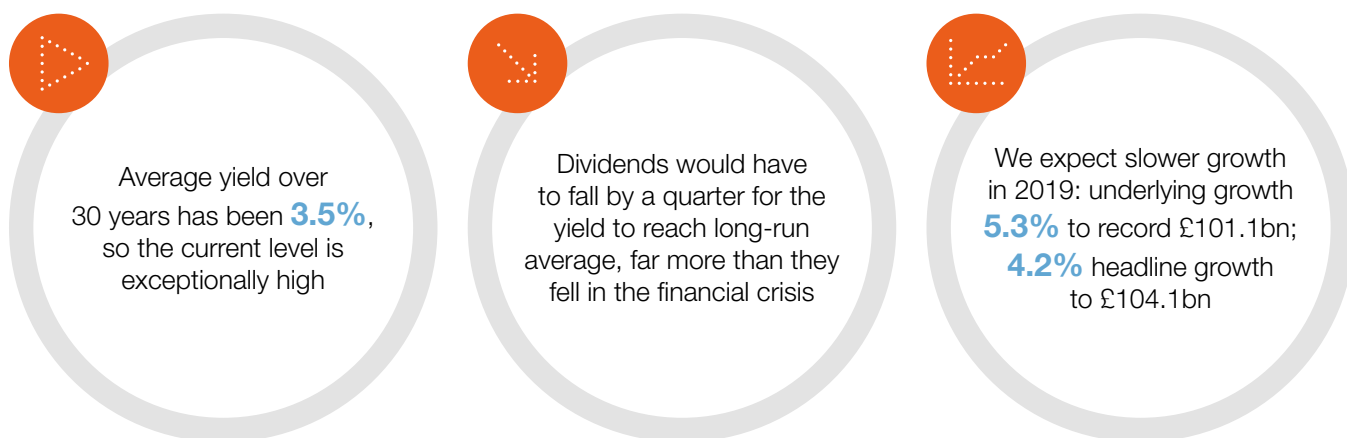 Average yield over
30 years has been 3.5%,
so the current level is
exceptionally high
Dividends would have
to fall by a quarter for the
yield to reach long-run
average, far more than they
fell in the financial crisis
We expect slower growth
in 2019: underlying growth
5.3% to record £101.1bn;
4.2% headline growth
to £104.1bn